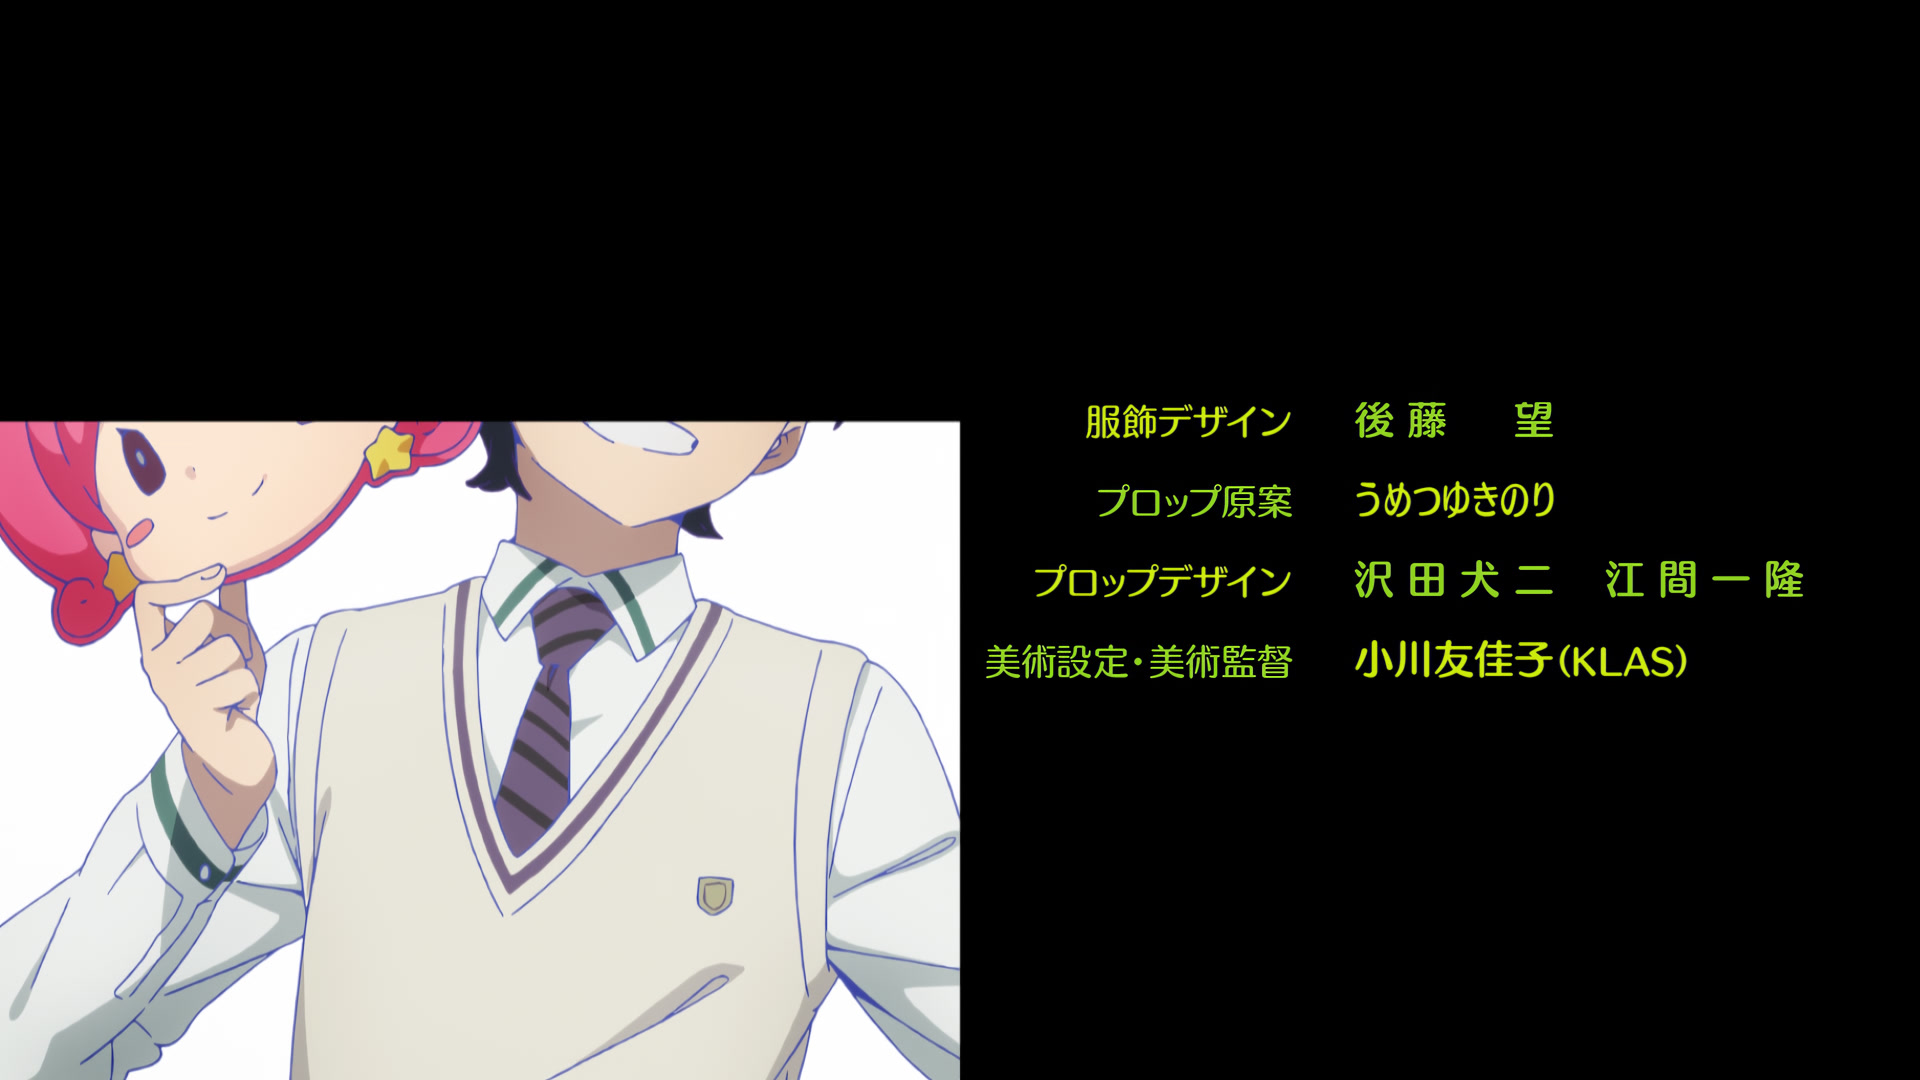 服飾デザイン 後藤 望
プロップ原案 うめつゆきのり
プロップデザイン 沢田犬二 江間一隆
美術設定・美術監督 小川友佳子(KLAS)